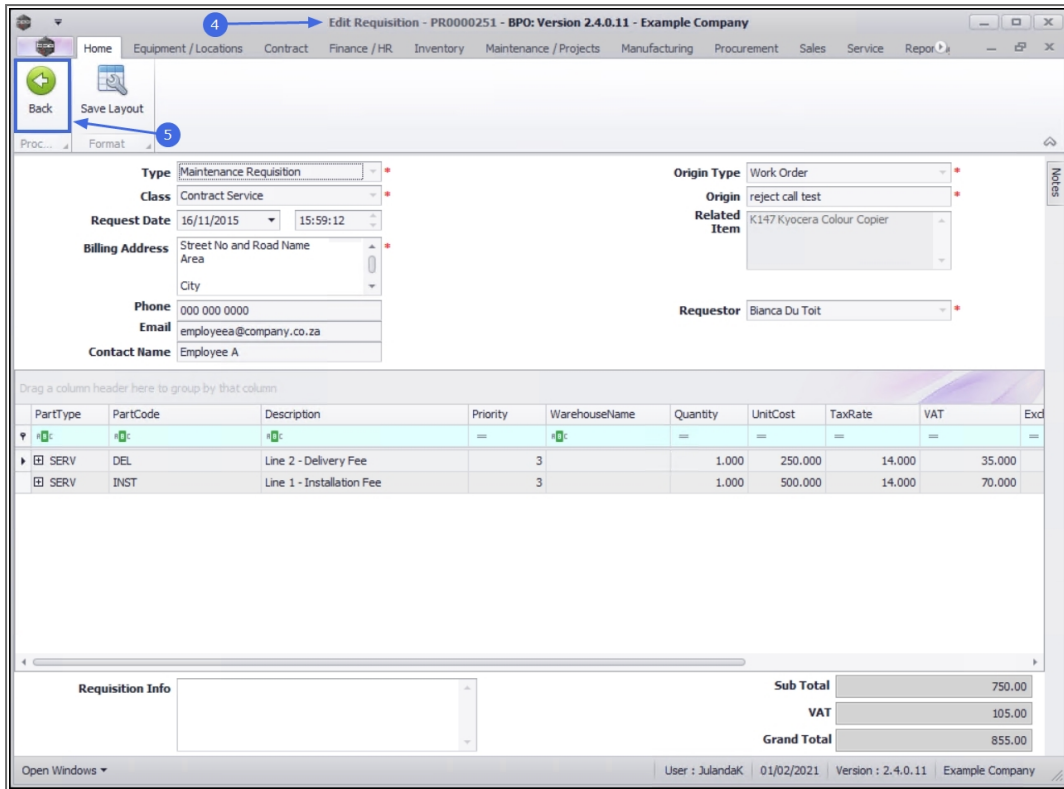 4
Edit Requisition - PR0000251 - BPO: Version 2.4.0.11 - Example Company
Home Equipment / Locations Contract Finance / HR Inventory Maintenance / Projects Manufacturing Procurement Sales Service Repor
Back Save Layout
5
Proc... Format
Notes
Type Maintenance Requisition * Origin Type Work Order *
Class Contract Service * Origin reject call test *
Request Date 16/11/2015 15:59:12 Related Item K147 Kyocera Colour Copier
Billing Address Street No and Road Name *
Area
City
Phone 000 000 0000 Requestor Bianca Du Toit *
Email employeea@company.co.za
Contact Name Employee A
Drag a column header here to group by that column
PartType PartCode Description Priority WarehouseName Quantity UnitCost TaxRate VAT Excl
ABC ABC ABC = ABC = = = = =
SERV DEL Line 2 - Delivery Fee 3 1.000 250.000 14.000 35.000
SERV INST Line 1 - Installation Fee 3 1.000 500.000 14.000 70.000
Requisition Info Sub Total 750.00
VAT 105.00
Grand Total 855.00
Open Windows User : JulandaK 01/02/2021 Version : 2.4.0.11 Example Company